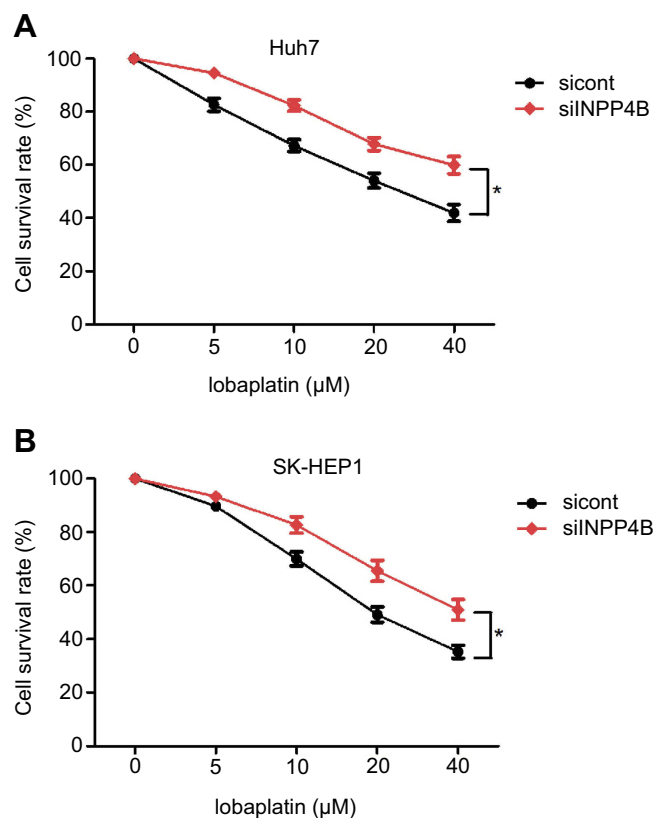 A
Huh7
100
80
60
40
20
0
Cell survival rate (%)
0 5 10 20 40
lobaplatin (µM)
sicont
siINPP4B
*
B
SK-HEP1
100
80
60
40
20
0
Cell survival rate (%)
0 5 10 20 40
lobaplatin (µM)
sicont
siINPP4B
*